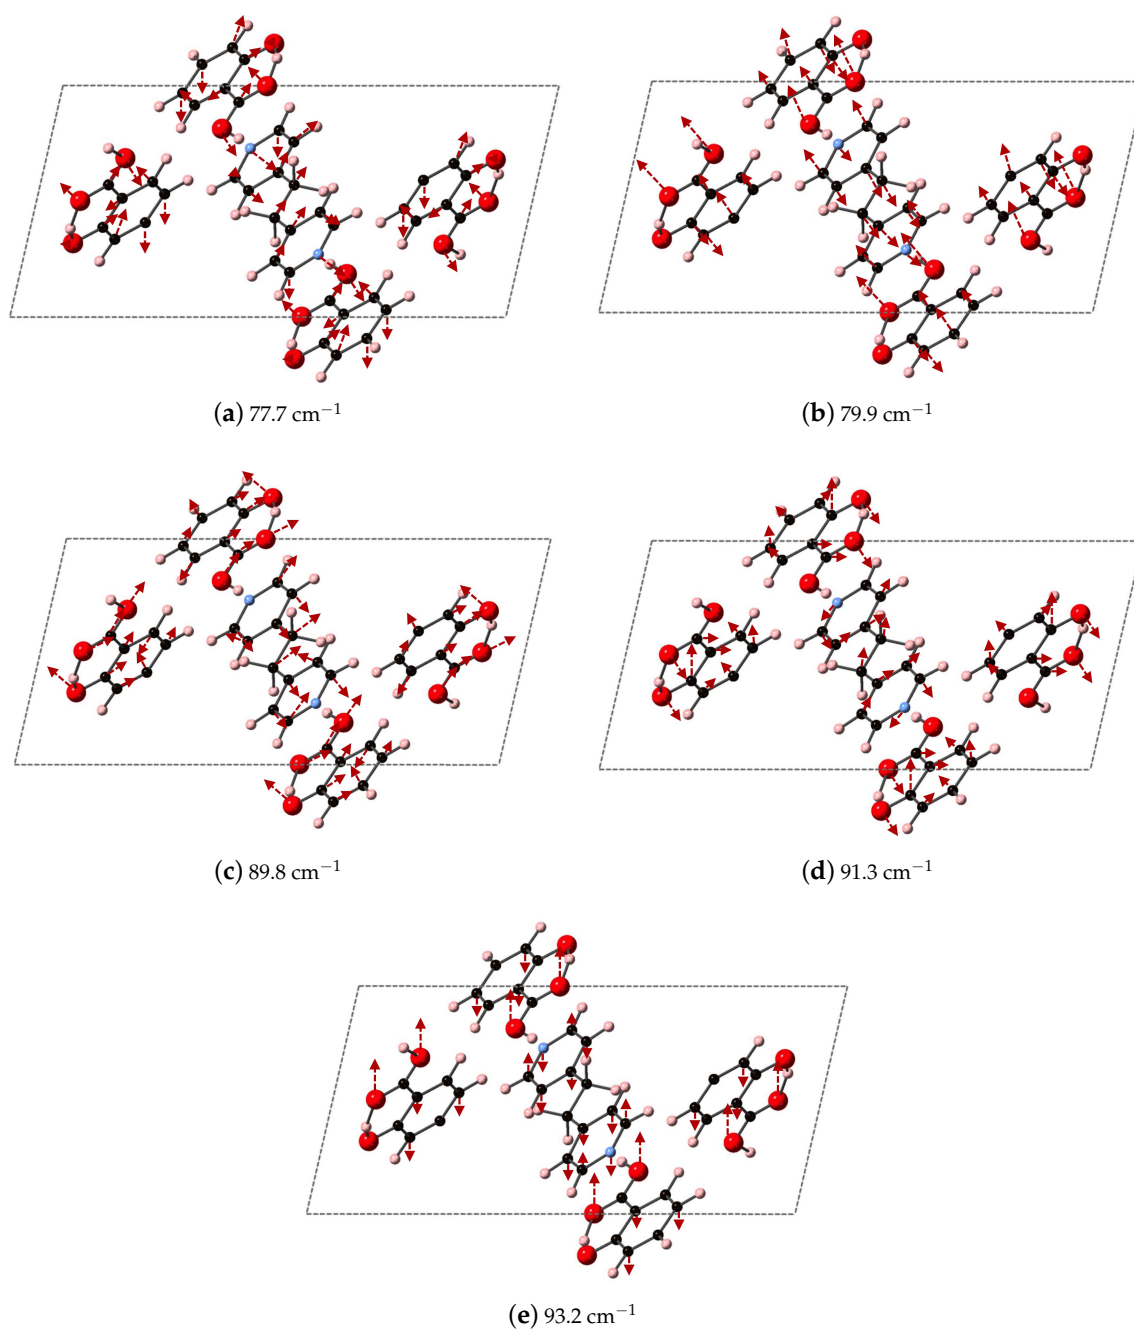 (a) 77.7 cm⁻¹
(b) 79.9 cm⁻¹
(c) 89.8 cm⁻¹
(d) 91.3 cm⁻¹
(e) 93.2 cm⁻¹